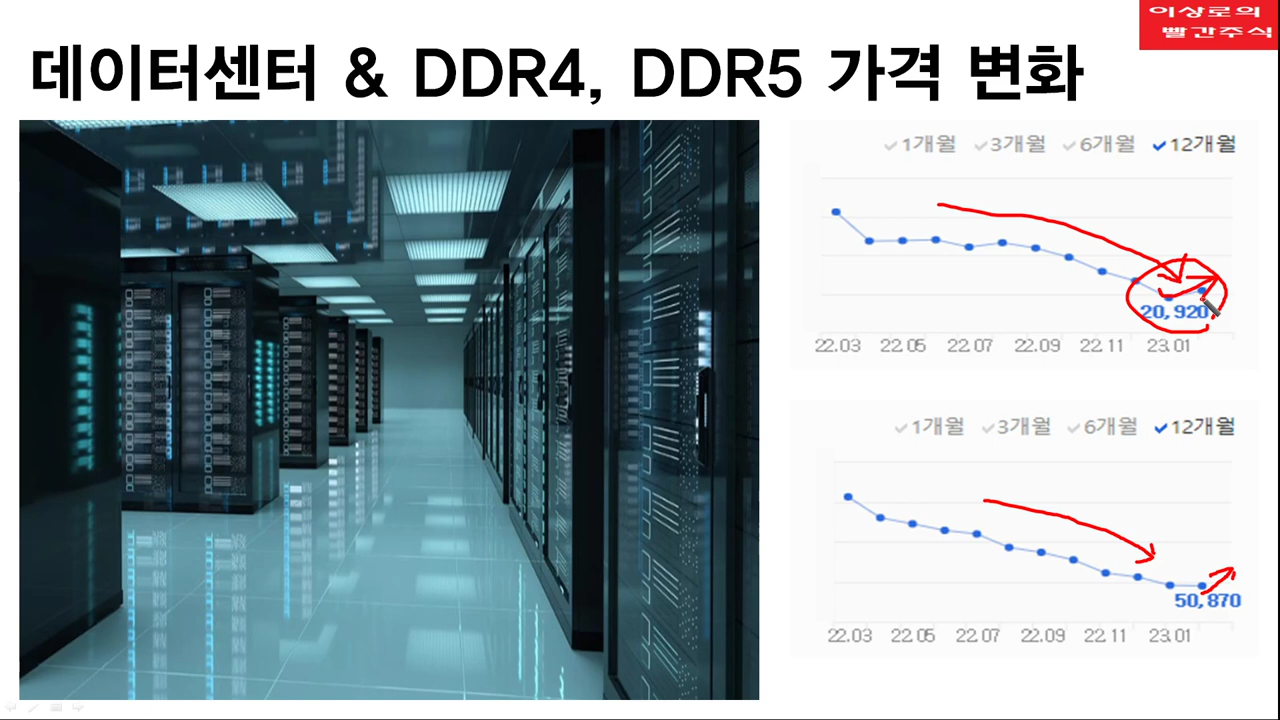 이상로의
빨간주식
데이터센터 & DDR4, DDR5 가격 변화
1개월 3개월 6개월 12개월
20,920
22.03 22.05 22.07 22.09 22.11 23.01
1개월 3개월 6개월 12개월
50,870
22.03 22.05 22.07 22.09 22.11 23.01